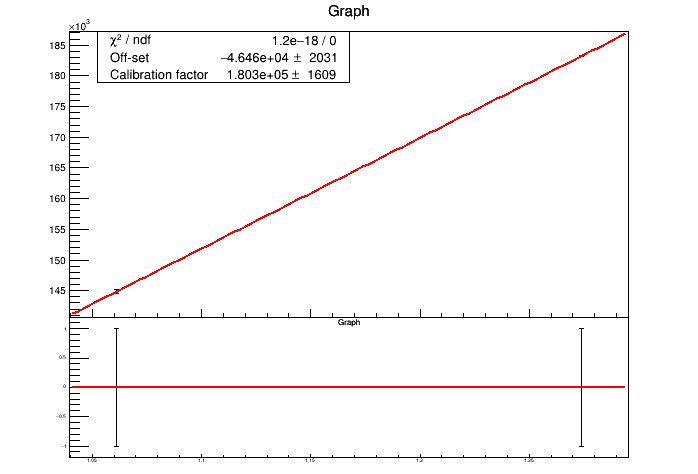 Graph
×10³
χ² / ndf 1.2e−18 / 0
Off-set −4.646e+04 ± 2031
Calibration factor 1.803e+05 ± 1609
185
180
175
170
165
160
155
150
145
Graph
1
0.5
0
−0.5
−1
1.05 1.1 1.15 1.2 1.25